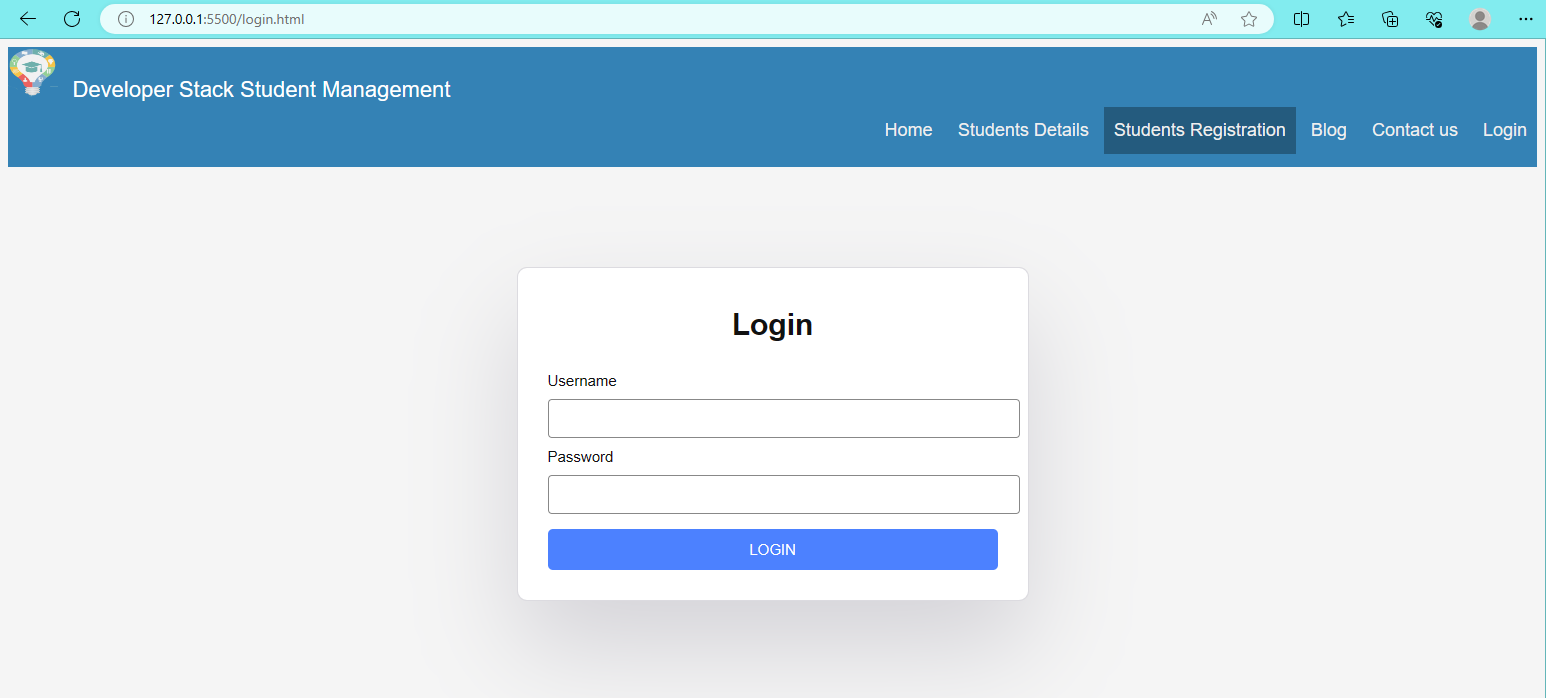 127.0.0.1:5500/login.html
Developer Stack Student Management
Home Students Details Students Registration Blog Contact us Login
Login
Username
Password
LOGIN